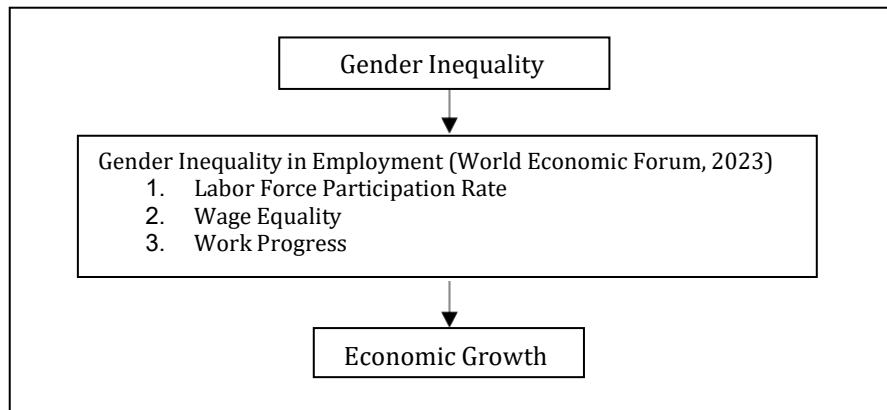 Gender Inequality
Gender Inequality in Employment (World Economic Forum, 2023)
1. Labor Force Participation Rate
2. Wage Equality
3. Work Progress
Economic Growth